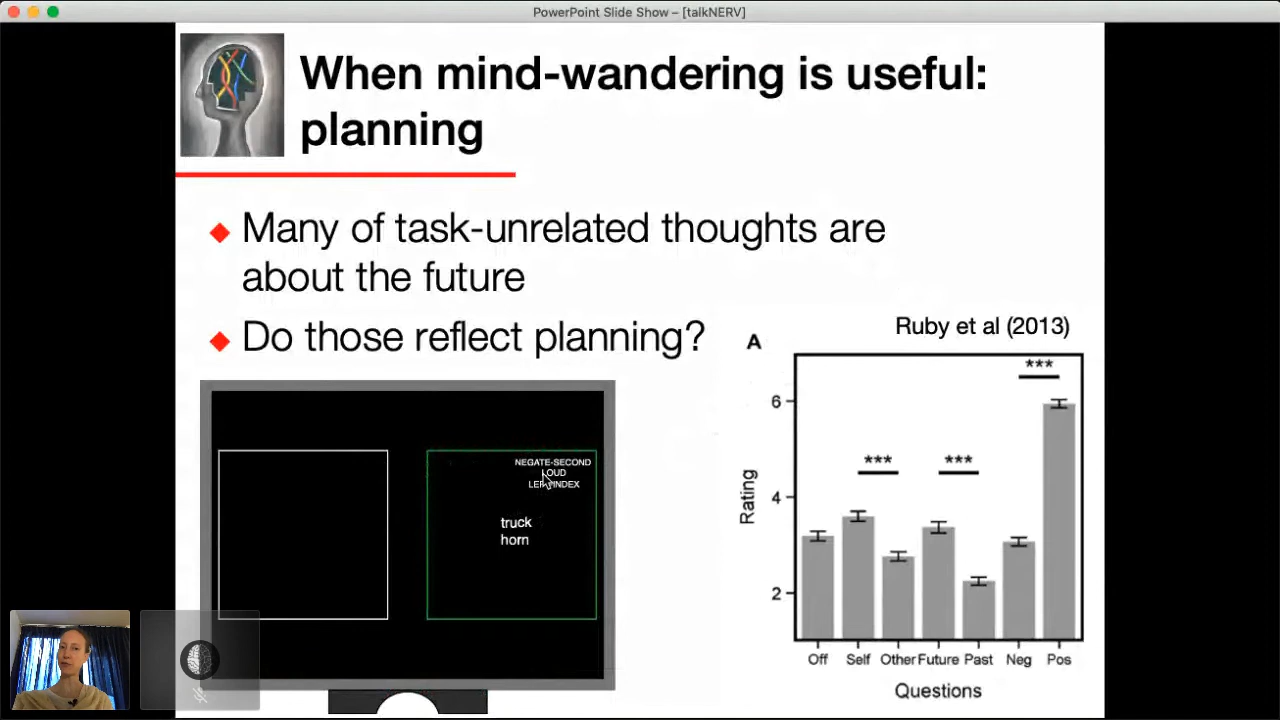 PowerPoint Slide Show – [talkNERV]
When mind-wandering is useful:
planning
Many of task-unrelated thoughts are
about the future
Do those reflect planning?
NEGATE-SECOND
LOUD
LEFT-INDEX
truck
horn
Ruby et al (2013)
A
***
*** ***
6
4
2
Rating
Off Self Other Future Past Neg Pos
Questions